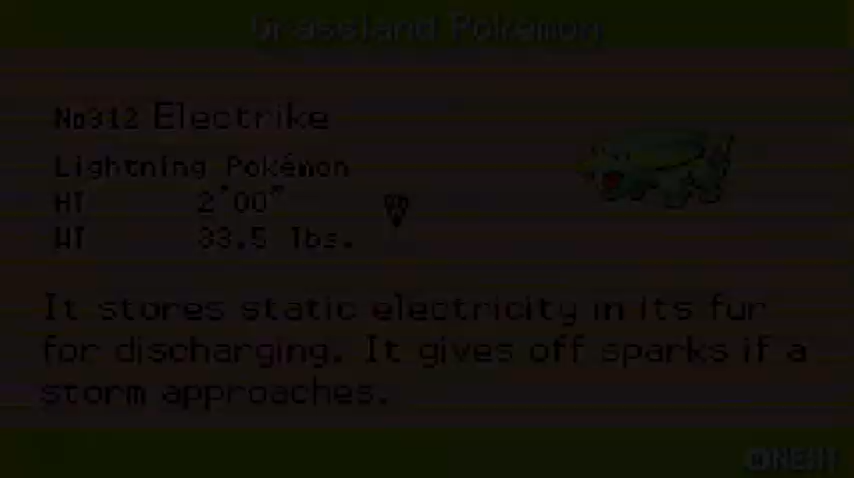 Grassland Pokémon
No312 Electrike
Lightning Pokémon
HT 2'00"
WT 33.5 lbs.
It stores static electricity in its fur
for discharging. It gives off sparks if a
storm approaches.
NEXT